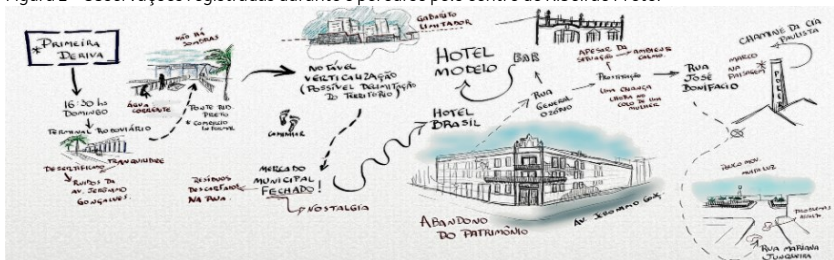 Figura 2 – Observações registradas durante o percurso pelo centro de Ribeirão Preto.
*PRIMEIRA
DERIVA
16:30 hs
DOMINGO
TERMINAL RODOVIÁRIO
TRANQUILIDADE
RUÍDOS DA
AV. JERÔNIMO
GONÇALVES.
NÃO HÁ
SOMBRAS
ÁGUA
CORRENTE
PONTE RIB.
PRETO
* COMÉRCIO
INFORMAL
GABARITO
LIMITADOR
NOTÁVEL
VERTICALIZAÇÃO
(POSSÍVEL DELIMITAÇÃO
DO TERRITÓRIO)
CAMINHAR
MERCADO
MUNICIPAL
FECHADO!
NOSTALGIA
RESÍDUOS
DESCARTADOS
NA RUA.
HOTEL
MODELO
HOTEL
BRASIL
BAR
APESAR DA
SITUAÇÃO → AMBIENTE
CALMO.
RUA
GENERAL
OSÓRIO
PROSTITUIÇÃO
UMA CRIANÇA
CHORA NO
COLO DE UMA
MULHER
ABANDONO
DO PATRIMÔNIO
AV. JERÔNIMO GONÇ.
RUA
JOSÉ
BONIFÁCIO
CHAMINÉ DA CIA
PAULISTA
MARCO
NA
PAISAGEM
RUA MARIANA
JUNQUEIRA